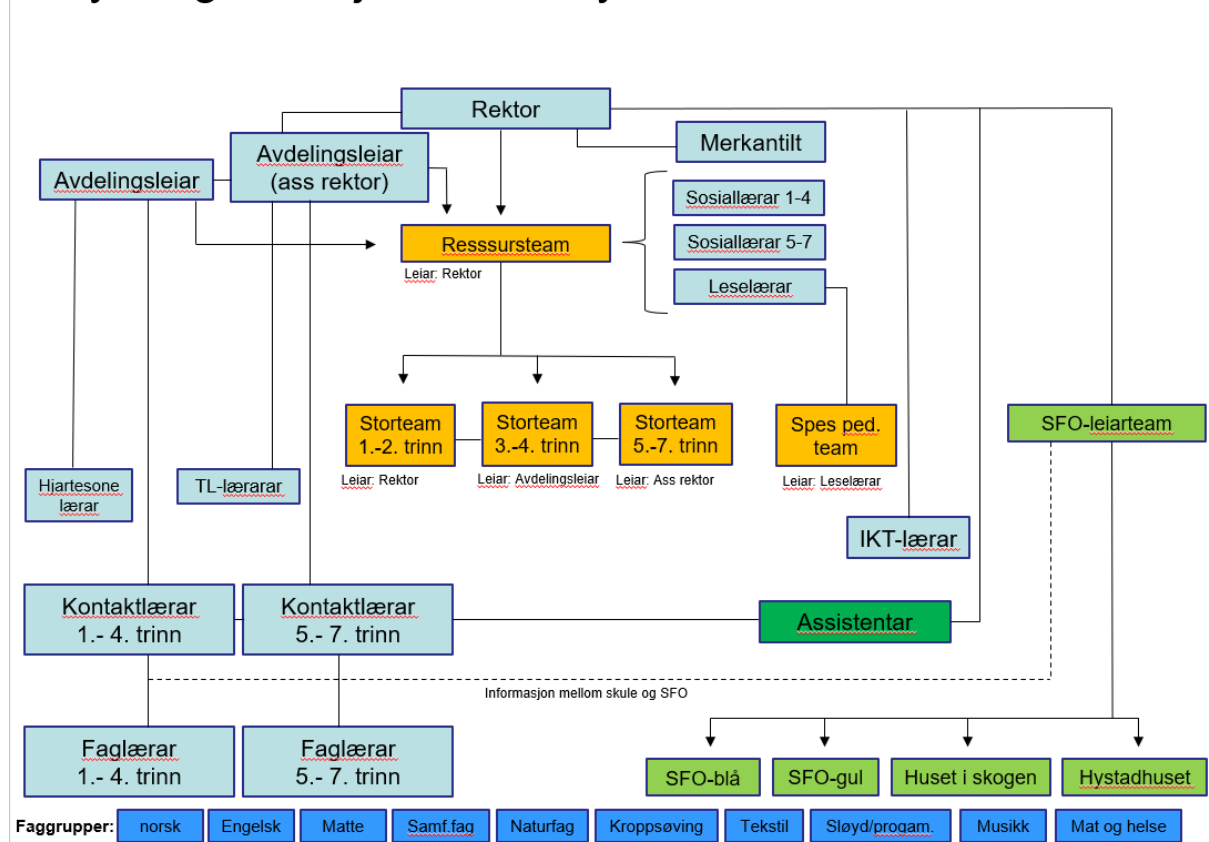 Rektor
Merkantilt
Avdelingsleiar
(ass rektor)
Avdelingsleiar
Sosiallærar 1-4
Sosiallærar 5-7
Resssursteam
Leiar: Rektor
Leselærar
Storteam
1.-2. trinn
Storteam
3.-4. trinn
Storteam
5.-7. trinn
Spes ped.
team
SFO-leiarteam
Leiar: Rektor
Leiar: Avdelingsleiar
Leiar: Ass rektor
Leiar: Leselærar
Hjartesone
lærar
TL-lærarar
IKT-lærar
Kontaktlærar
1.- 4. trinn
Kontaktlærar
5.- 7. trinn
Assistentar
Informasjon mellom skule og SFO
Faglærar
1.- 4. trinn
Faglærar
5.- 7. trinn
SFO-blå
SFO-gul
Huset i skogen
Hystadhuset
Faggrupper: norsk Engelsk Matte Samf.fag Naturfag Kroppsøving Tekstil Sløyd/progam. Musikk Mat og helse